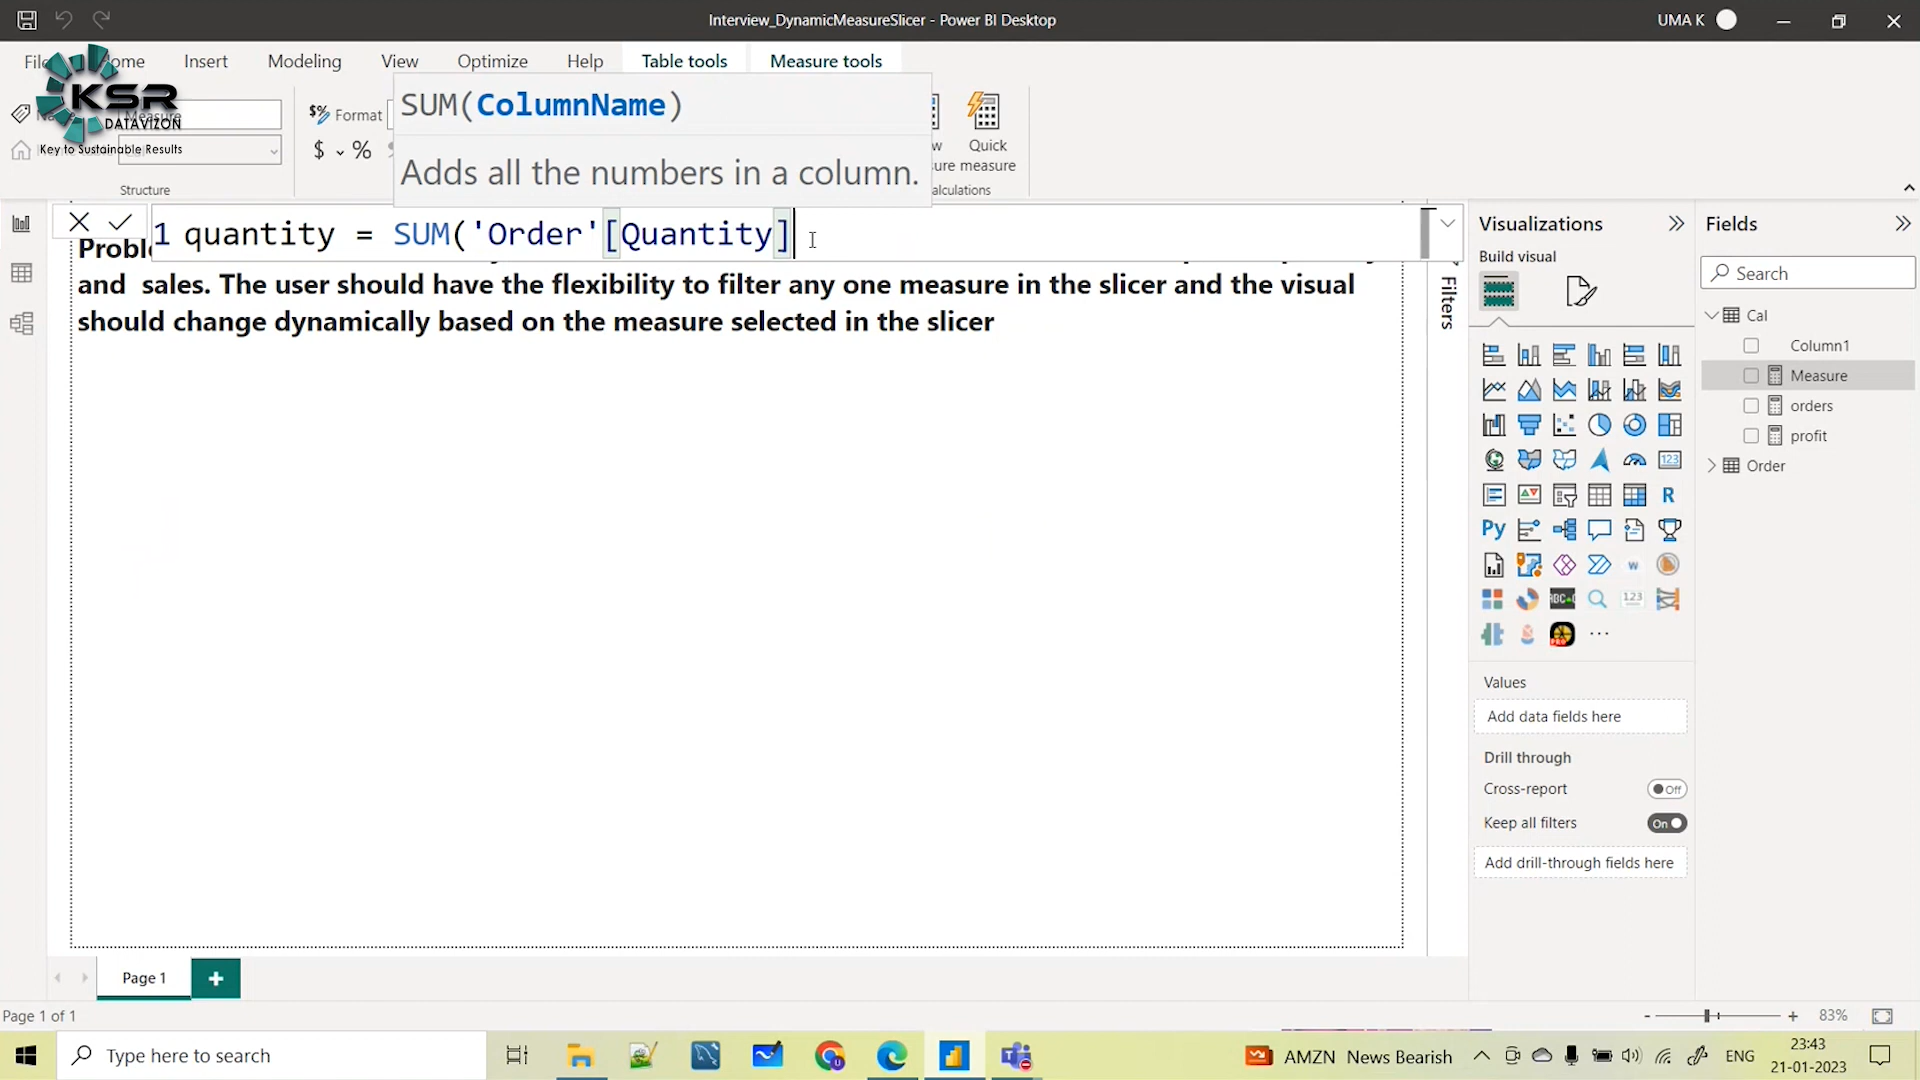 Interview_DynamicMeasureSlicer - Power BI Desktop
UMA K
Insert
Modeling
View
Optimize
Help
Table tools
Measure tools
KSR
DATAVIZON
Key to Sustainable Results
Format
$
%
SUM(ColumnName)
Adds all the numbers in a column.
Quick
measure
Structure
1 quantity = SUM('Order'[Quantity]
and sales. The user should have the flexibility to filter any one measure in the slicer and the visual
should change dynamically based on the measure selected in the slicer
Filters
Visualizations
Build visual
123
R
Py
Values
Add data fields here
Drill through
Cross-report
Off
Keep all filters
On
Add drill-through fields here
Fields
Search
Cal
Column1
Measure
orders
profit
Order
Page 1
Page 1 of 1
83%
Type here to search
AMZN News Bearish
ENG
23:43
21-01-2023